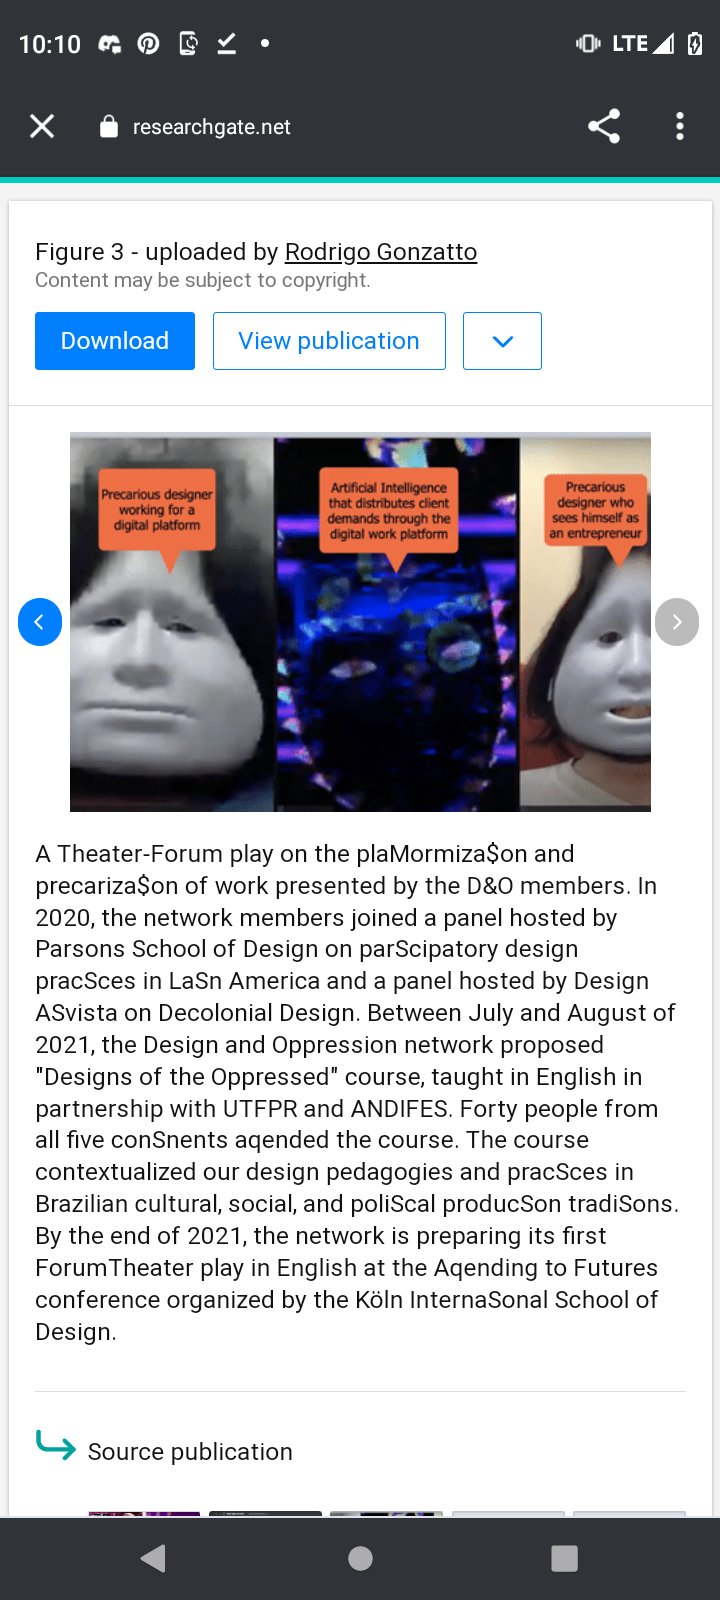 10:10
LTE
researchgate.net
Figure 3 - uploaded by Rodrigo Gonzatto
Content may be subject to copyright.
Download
View publication
Precarious designer
working for a
digital platform
Artificial Intelligence
that distributes client
demands through the
digital work platform
Precarious
designer who
sees himself as
an entrepreneur
A Theater-Forum play on the plaMormiza$on and
precariza$on of work presented by the D&O members. In
2020, the network members joined a panel hosted by
Parsons School of Design on parScipatory design
pracSces in LaSn America and a panel hosted by Design
ASvista on Decolonial Design. Between July and August of
2021, the Design and Oppression network proposed
"Designs of the Oppressed" course, taught in English in
partnership with UTFPR and ANDIFES. Forty people from
all five conSnents aqended the course. The course
contextualized our design pedagogies and pracSces in
Brazilian cultural, social, and poliScal producSon tradiSons.
By the end of 2021, the network is preparing its first
ForumTheater play in English at the Aqending to Futures
conference organized by the Köln InternaSonal School of
Design.
Source publication